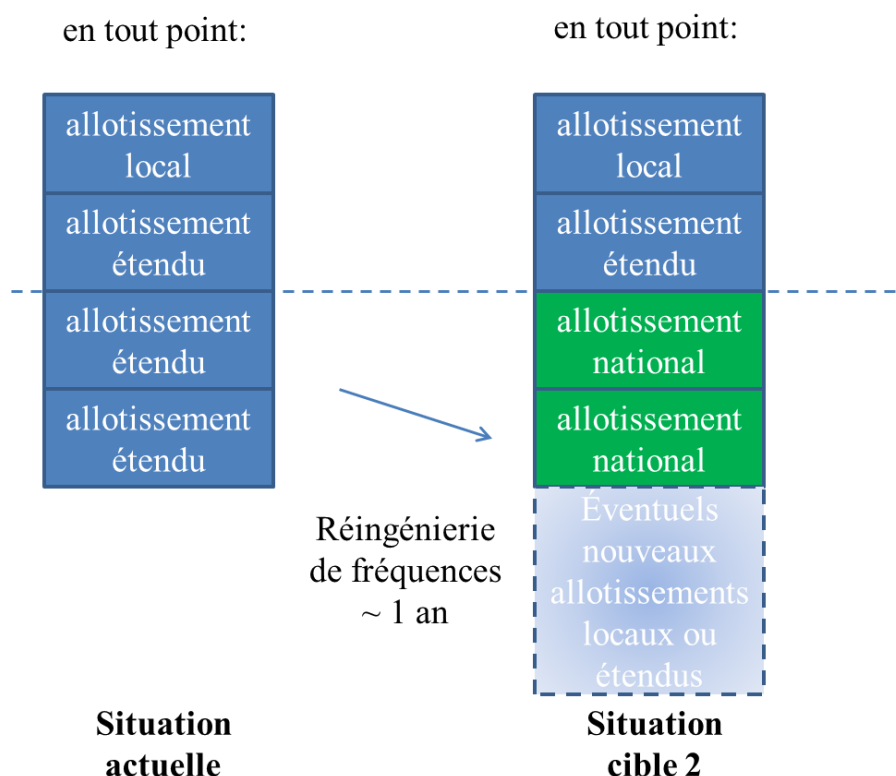 en tout point:
allotissement
local
allotissement
étendu
allotissement
étendu
allotissement
étendu
Situation
actuelle
Réingénierie
de fréquences
~ 1 an
en tout point:
allotissement
local
allotissement
étendu
allotissement
national
allotissement
national
Éventuels
nouveaux
allotissements
locaux ou
étendus
Situation
cible 2